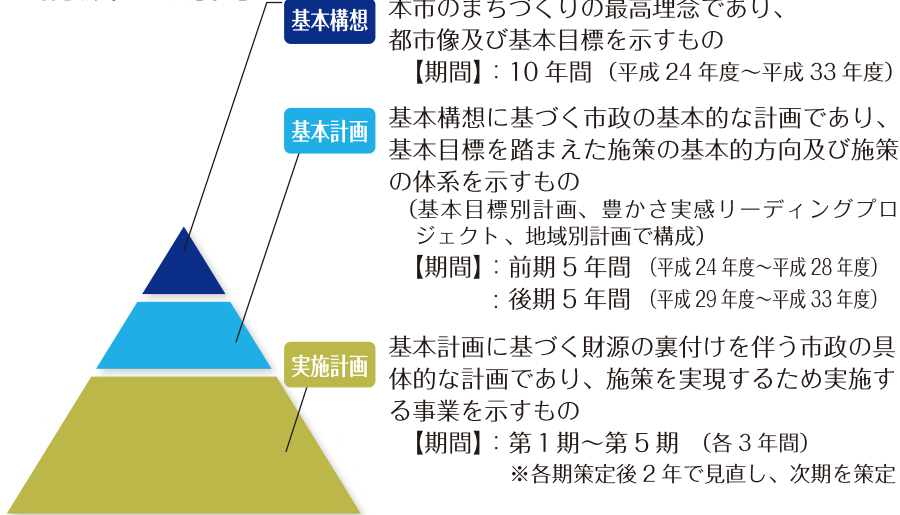 基本構想
本市のまちづくりの最高理念であり、
都市像及び基本目標を示すもの
【期間】：10 年間 （平成 24 年度～平成 33 年度）
基本計画
基本構想に基づく市政の基本的な計画であり、
基本目標を踏まえた施策の基本的方向及び施策
の体系を示すもの
（基本目標別計画、豊かさ実感リーディングプロ
ジェクト、地域別計画で構成）
【期間】：前期 5 年間 （平成 24 年度～平成 28 年度）
：後期 5 年間 （平成 29 年度～平成 33 年度）
実施計画
基本計画に基づく財源の裏付けを伴う市政の具
体的な計画であり、施策を実現するため実施す
る事業を示すもの
【期間】：第 1 期～第 5 期 （各 3 年間）
※各期策定後 2 年で見直し、次期を策定